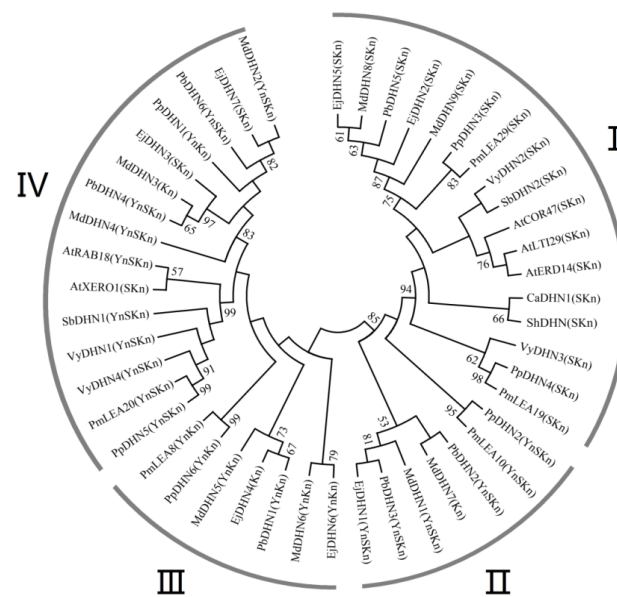 EjDHN5(SKn)
MdDHN8(SKn)
PbDHN5(SKn)
EjDHN2(SKn)
MdDHN9(SKn)
PpDHN3(SKn)
PmLEA29(SKn)
VyDHN2(SKn)
SbDHN2(SKn)
AtCOR47(SKn)
AtLTI29(SKn)
AtERD14(SKn)
CaDHN1(SKn)
ShDHN(SKn)
VyDHN3(SKn)
PpDHN4(SKn)
PmLEA19(SKn)
PpDHN2(YnSKn)
PmLEA10(YnSKn)
PbDHN2(YnSKn)
MdDHN7(Kn)
MdDHN1(YnSKn)
PbDHN3(YnSKn)
EjDHN1(YnSKn)
EjDHN6(YnKn)
MdDHN6(YnKn)
PbDHN1(YnKn)
EjDHN4(Kn)
MdDHN5(YnKn)
PpDHN6(YnKn)
PmLEA8(YnKn)
PpDHN5(YnSKn)
PmLEA20(YnSKn)
VyDHN4(YnSKn)
VyDHN1(YnSKn)
SbDHN1(YnSKn)
AtXERO1(SKn)
AtRAB18(YnSKn)
MdDHN4(YnSKn)
PbDHN4(YnSKn)
MdDHN3(Kn)
EjDHN3(SKn)
PpDHN1(YnKn)
PbDHN6(YnSKn)
EjDHN7(SKn)
MdDHN2(YnSKn)
61
63
87
75
83
76
66
94
62
98
95
85
53
81
79
67
73
99
99
91
99
57
83
65
97
82
I
II
III
IV